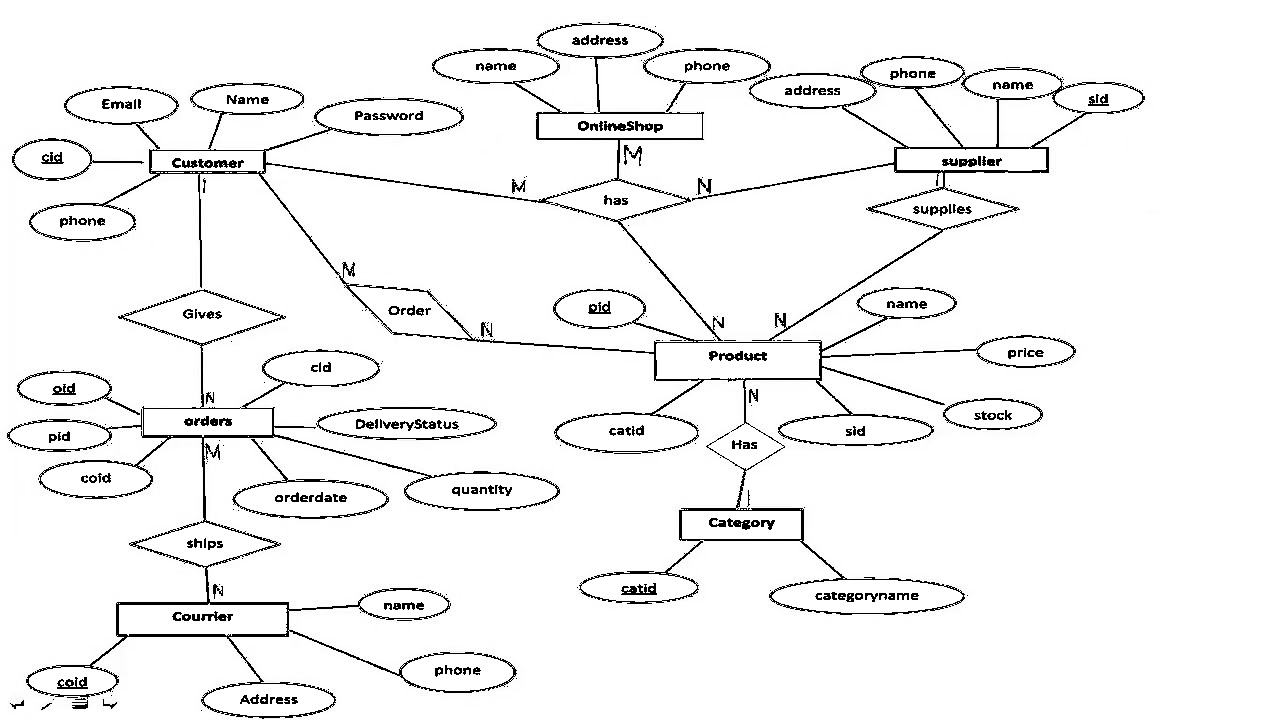 address
name
phone
OnlineShop
M
address
phone
name
sid
supplier
supplies
Email
Name
Password
cid
Customer
phone
1
M
has
N
Gives
M
Order
N
N
N
pid
name
Product
price
stock
catid
sid
N
Has
1
Category
catid
categoryname
N
oid
cid
orders
pid
DeliveryStatus
coid
orderdate
quantity
M
ships
N
Courrier
name
phone
coid
Address
1